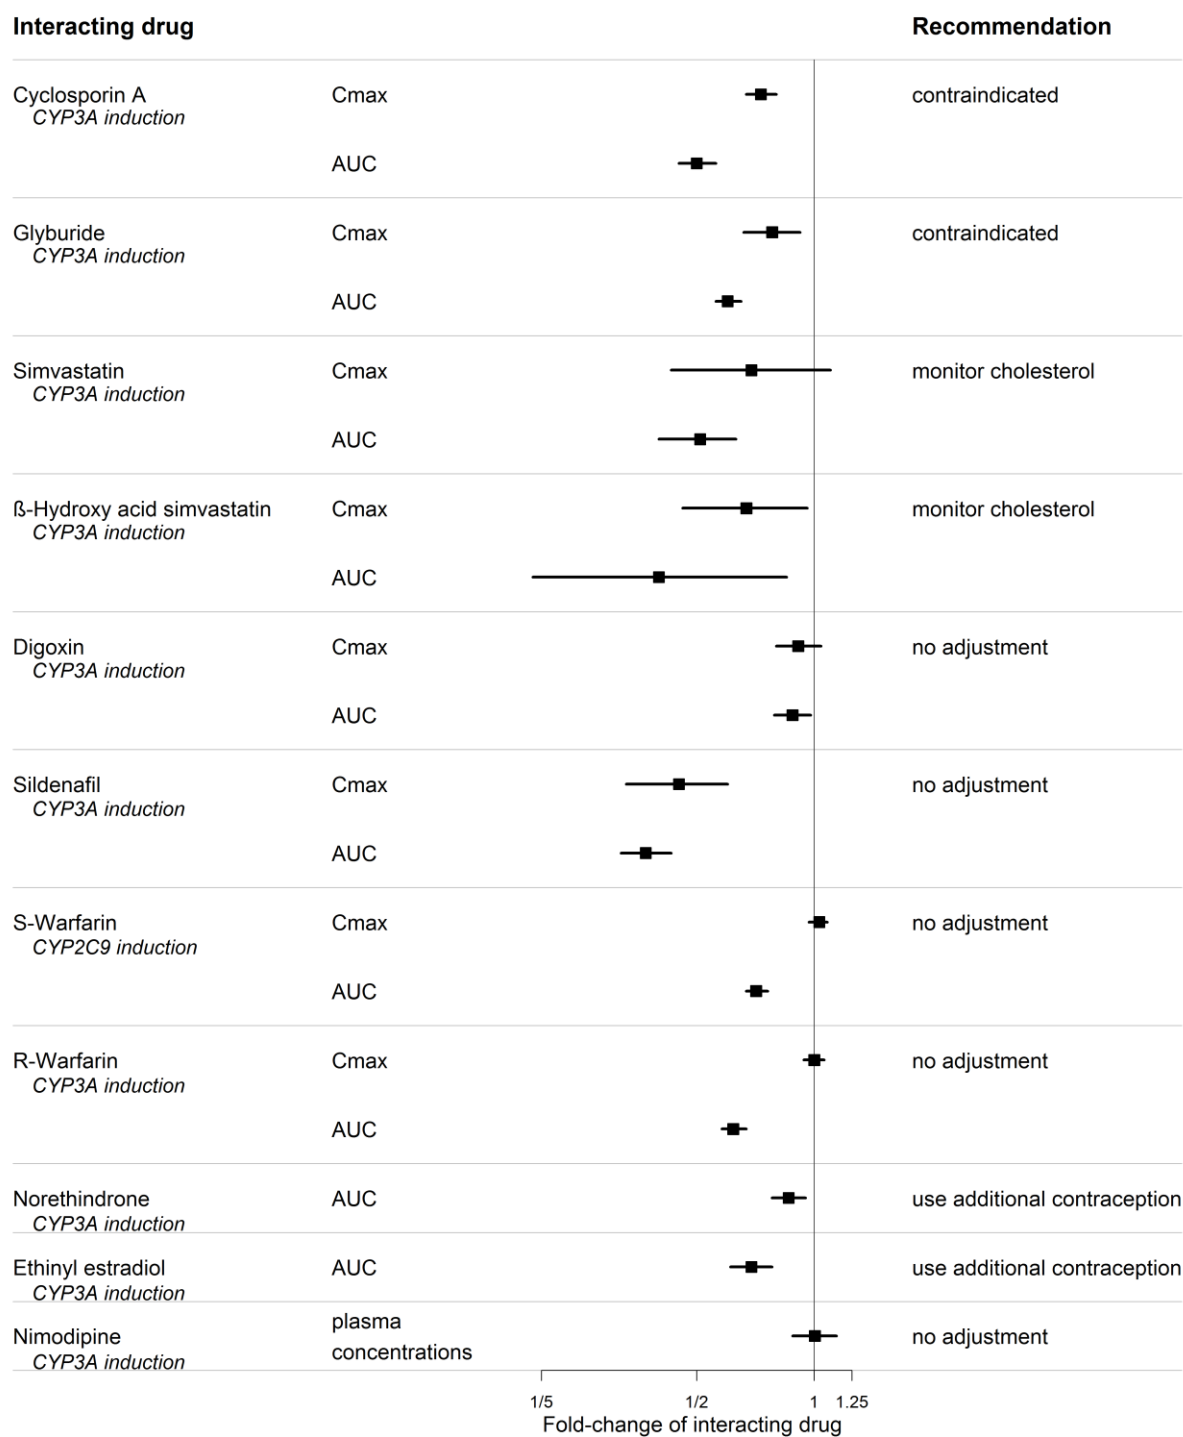 Interacting drug Recommendation
Cyclosporin A Cmax contraindicated
CYP3A induction
AUC
Glyburide Cmax contraindicated
CYP3A induction
AUC
Simvastatin Cmax monitor cholesterol
CYP3A induction
AUC
ß-Hydroxy acid simvastatin Cmax monitor cholesterol
CYP3A induction
AUC
Digoxin Cmax no adjustment
CYP3A induction
AUC
Sildenafil Cmax no adjustment
CYP3A induction
AUC
S-Warfarin Cmax no adjustment
CYP2C9 induction
AUC
R-Warfarin Cmax no adjustment
CYP3A induction
AUC
Norethindrone AUC use additional contraception
CYP3A induction
Ethinyl estradiol AUC use additional contraception
CYP3A induction
plasma
Nimodipine no adjustment
concentrations
CYP3A induction
1/5 1/2 1 1.25
Fold-change of interacting drug